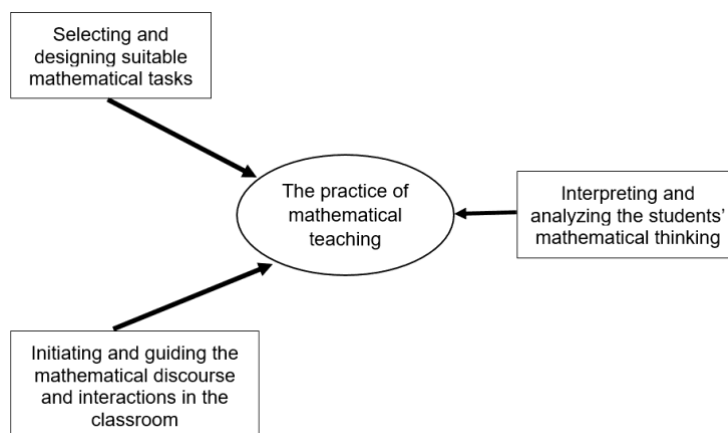 Selecting and
designing suitable
mathematical tasks
The practice of
mathematical
teaching
Interpreting and
analyzing the students’
mathematical thinking
Initiating and guiding the
mathematical discourse
and interactions in the
classroom